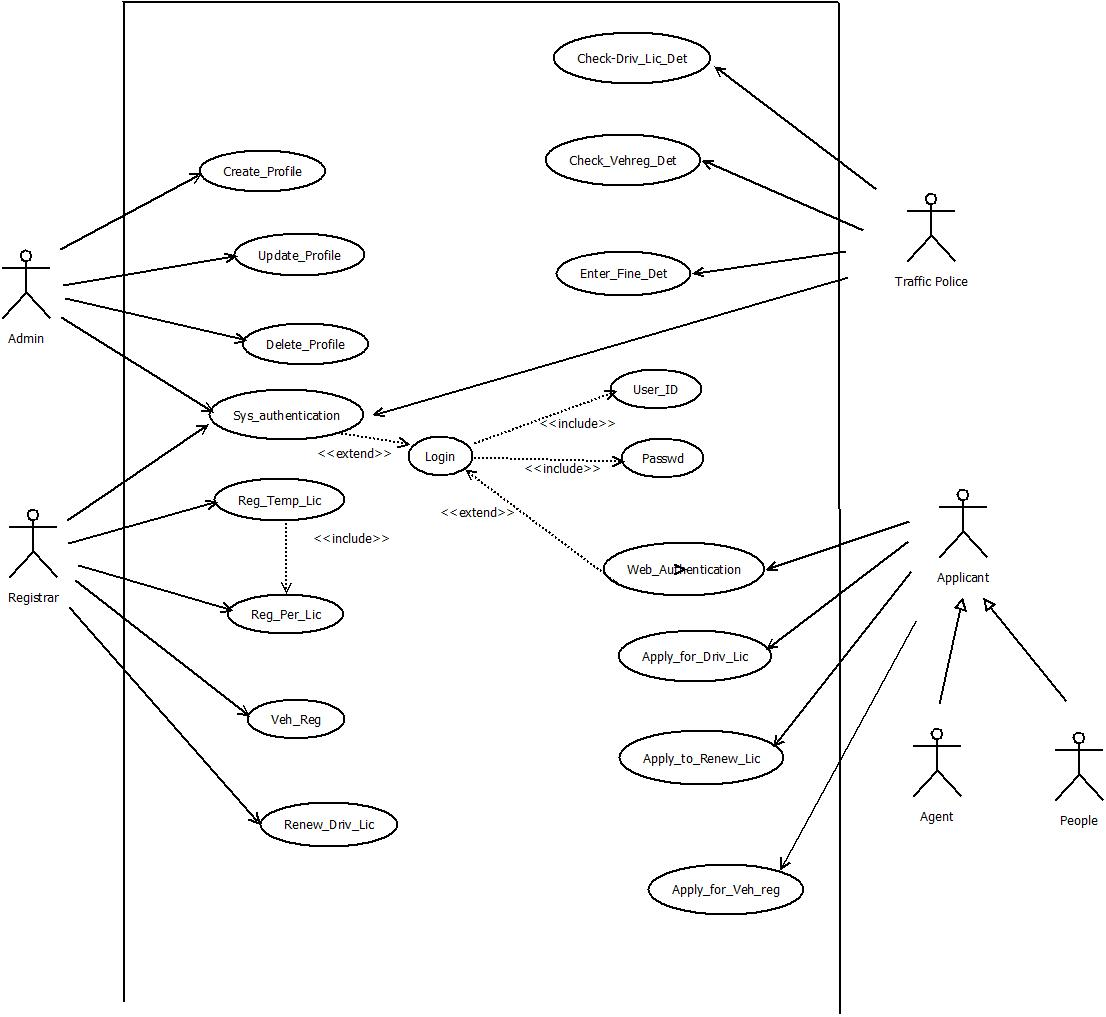 Check-Driv_Lic_Det
Check_Vehreg_Det
Create_Profile
Update_Profile
Enter_Fine_Det
Traffic Police
Admin
Delete_Profile
User_ID
Sys_authentication
<<include>>
<<extend>>
Login
Passwd
<<include>>
Reg_Temp_Lic
<<extend>>
<<include>>
Web_Authentication
Applicant
Registrar
Reg_Per_Lic
Apply_for_Driv_Lic
Veh_Reg
Apply_to_Renew_Lic
Agent
People
Renew_Driv_Lic
Apply_for_Veh_reg